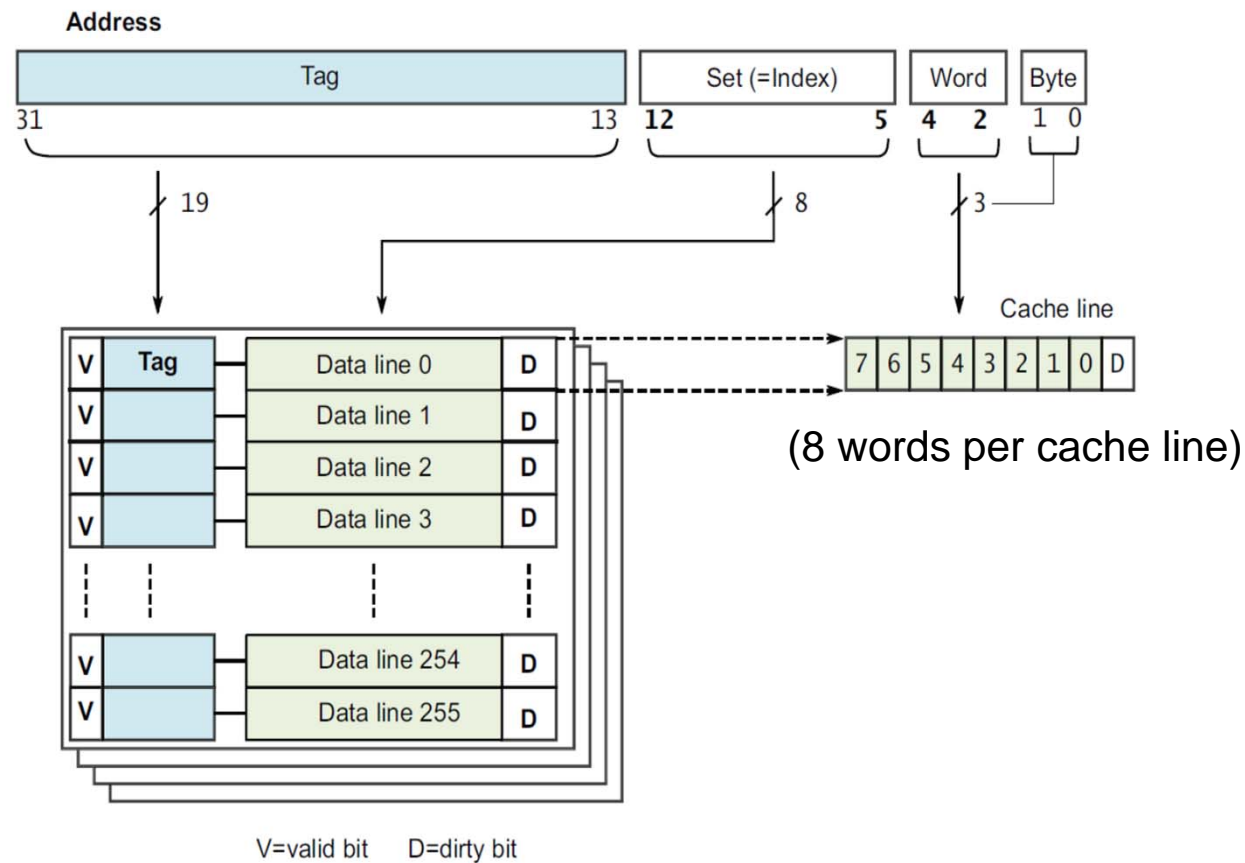 Address
Tag Set (=Index) Word Byte
31 13 12 5 4 2 1 0
19 8 3
Cache line
V Tag Data line 0 D 7 6 5 4 3 2 1 0 D
V Data line 1 D
(8 words per cache line)
V Data line 2 D
V Data line 3 D
V Data line 254 D
V Data line 255 D
V=valid bit D=dirty bit